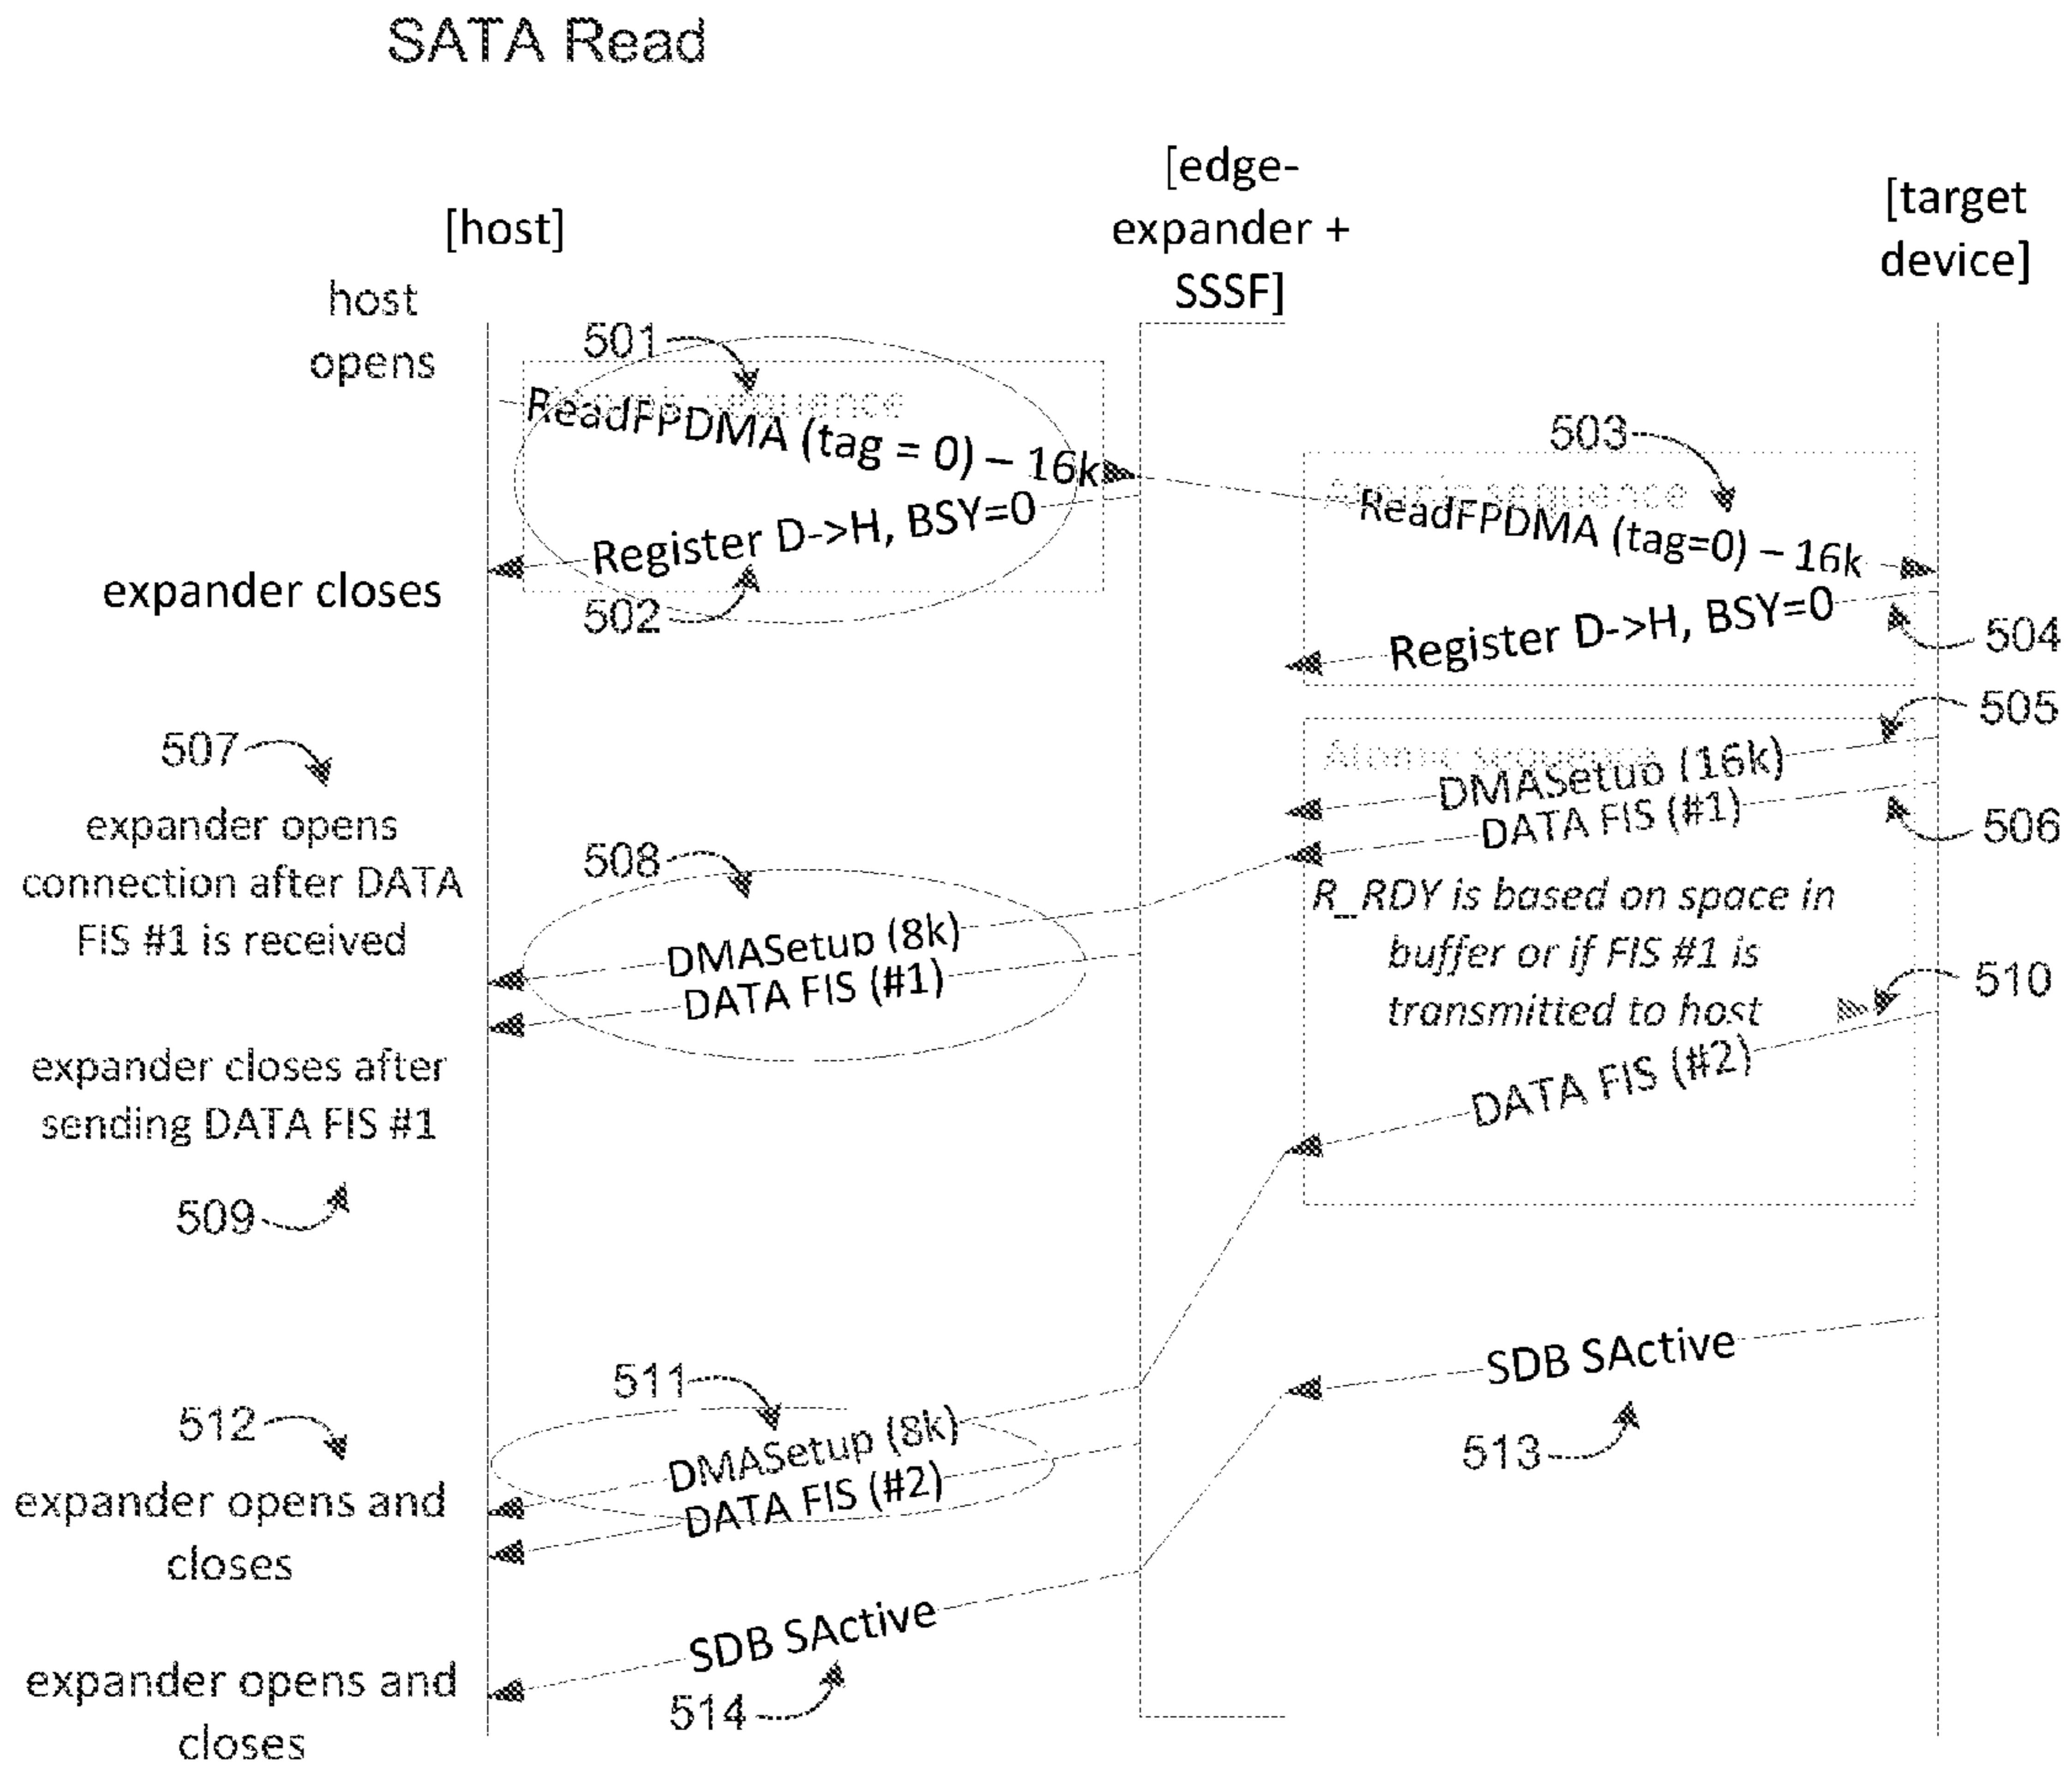 SATA Read
[host]
[edge-
expander +
SSSF]
[target
device]
host
opens
501
sequence
ReadFPDMA (tag = 0) – 16k
Register D->H, BSY=0
502
expander closes
503
Atomic sequence
ReadFPDMA (tag=0) – 16k
Register D->H, BSY=0
504
505
Atomic sequence
DMASetup (16k)
DATA FIS (#1)
506
507
expander opens
connection after DATA
FIS #1 is received
508
DMASetup (8k)
DATA FIS (#1)
R_RDY is based on space in
buffer or if FIS #1 is
transmitted to host
510
DATA FIS (#2)
expander closes after
sending DATA FIS #1
509
SDB SActive
513
511
DMASetup (8k)
DATA FIS (#2)
512
expander opens and
closes
SDB SActive
514
expander opens and
closes